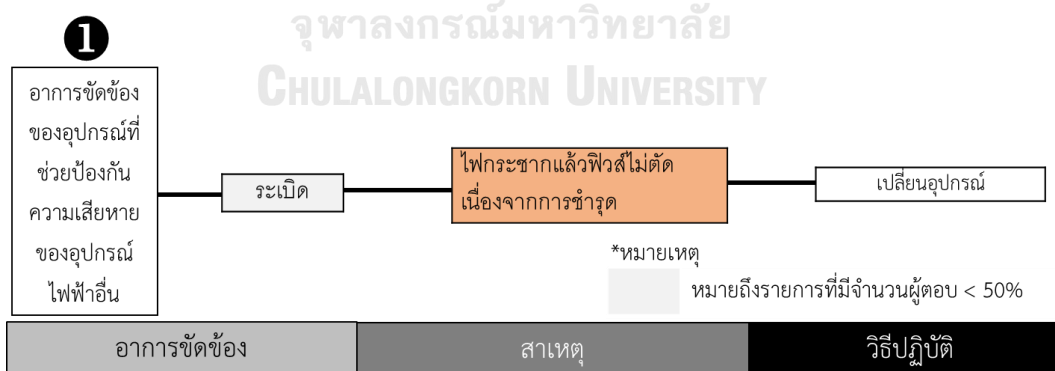 จุฬาลงกรณ์มหาวิทยาลัย
CHULALONGKORN UNIVERSITY
1
อาการขัดข้อง
ของอุปกรณ์ที่
ช่วยป้องกัน
ความเสียหาย
ของอุปกรณ์
ไฟฟ้าอื่น
ระเบิด
ไฟกระชากแล้วฟิวส์ไม่ตัด
เนื่องจากการชำรุด
เปลี่ยนอุปกรณ์
*หมายเหตุ
หมายถึงรายการที่มีจำนวนผู้ตอบ < 50%
อาการขัดข้อง
สาเหตุ
วิธีปฏิบัติ